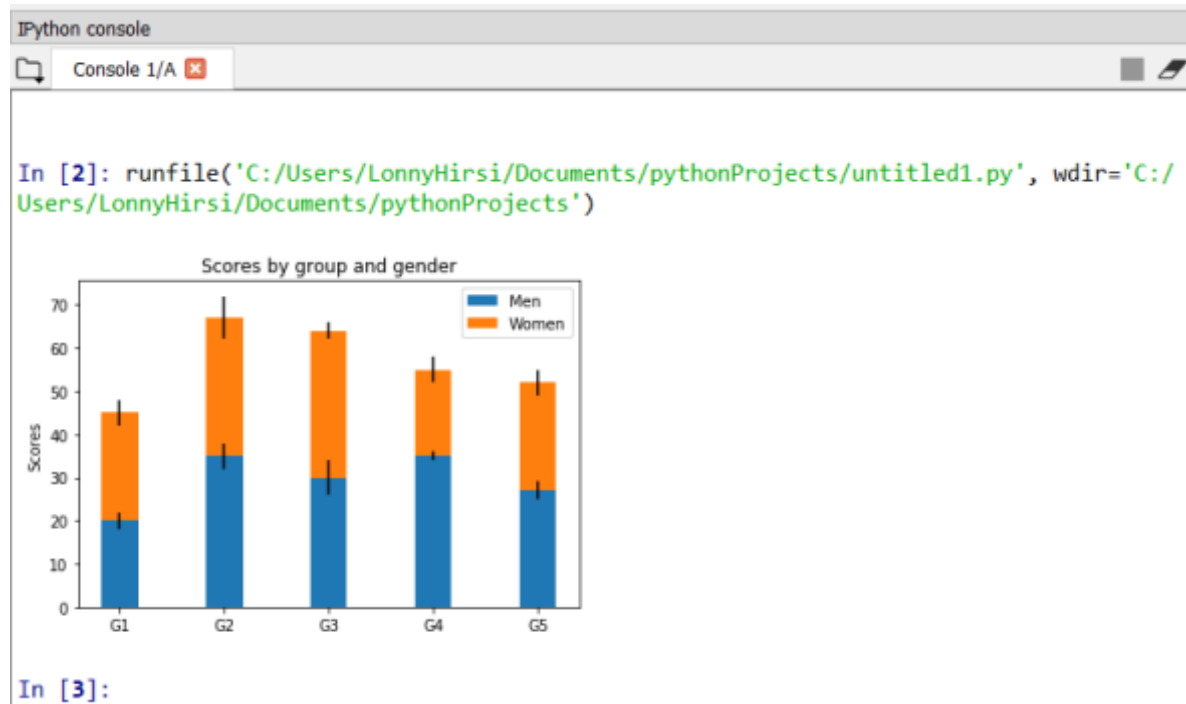 IPython console
Console 1/A
In [2]: runfile('C:/Users/LonnyHirsi/Documents/pythonProjects/untitled1.py', wdir='C:/
Users/LonnyHirsi/Documents/pythonProjects')
Scores by group and gender
Men
Women
70
60
50
40
30
20
10
0
Scores
G1 G2 G3 G4 G5
In [3]: